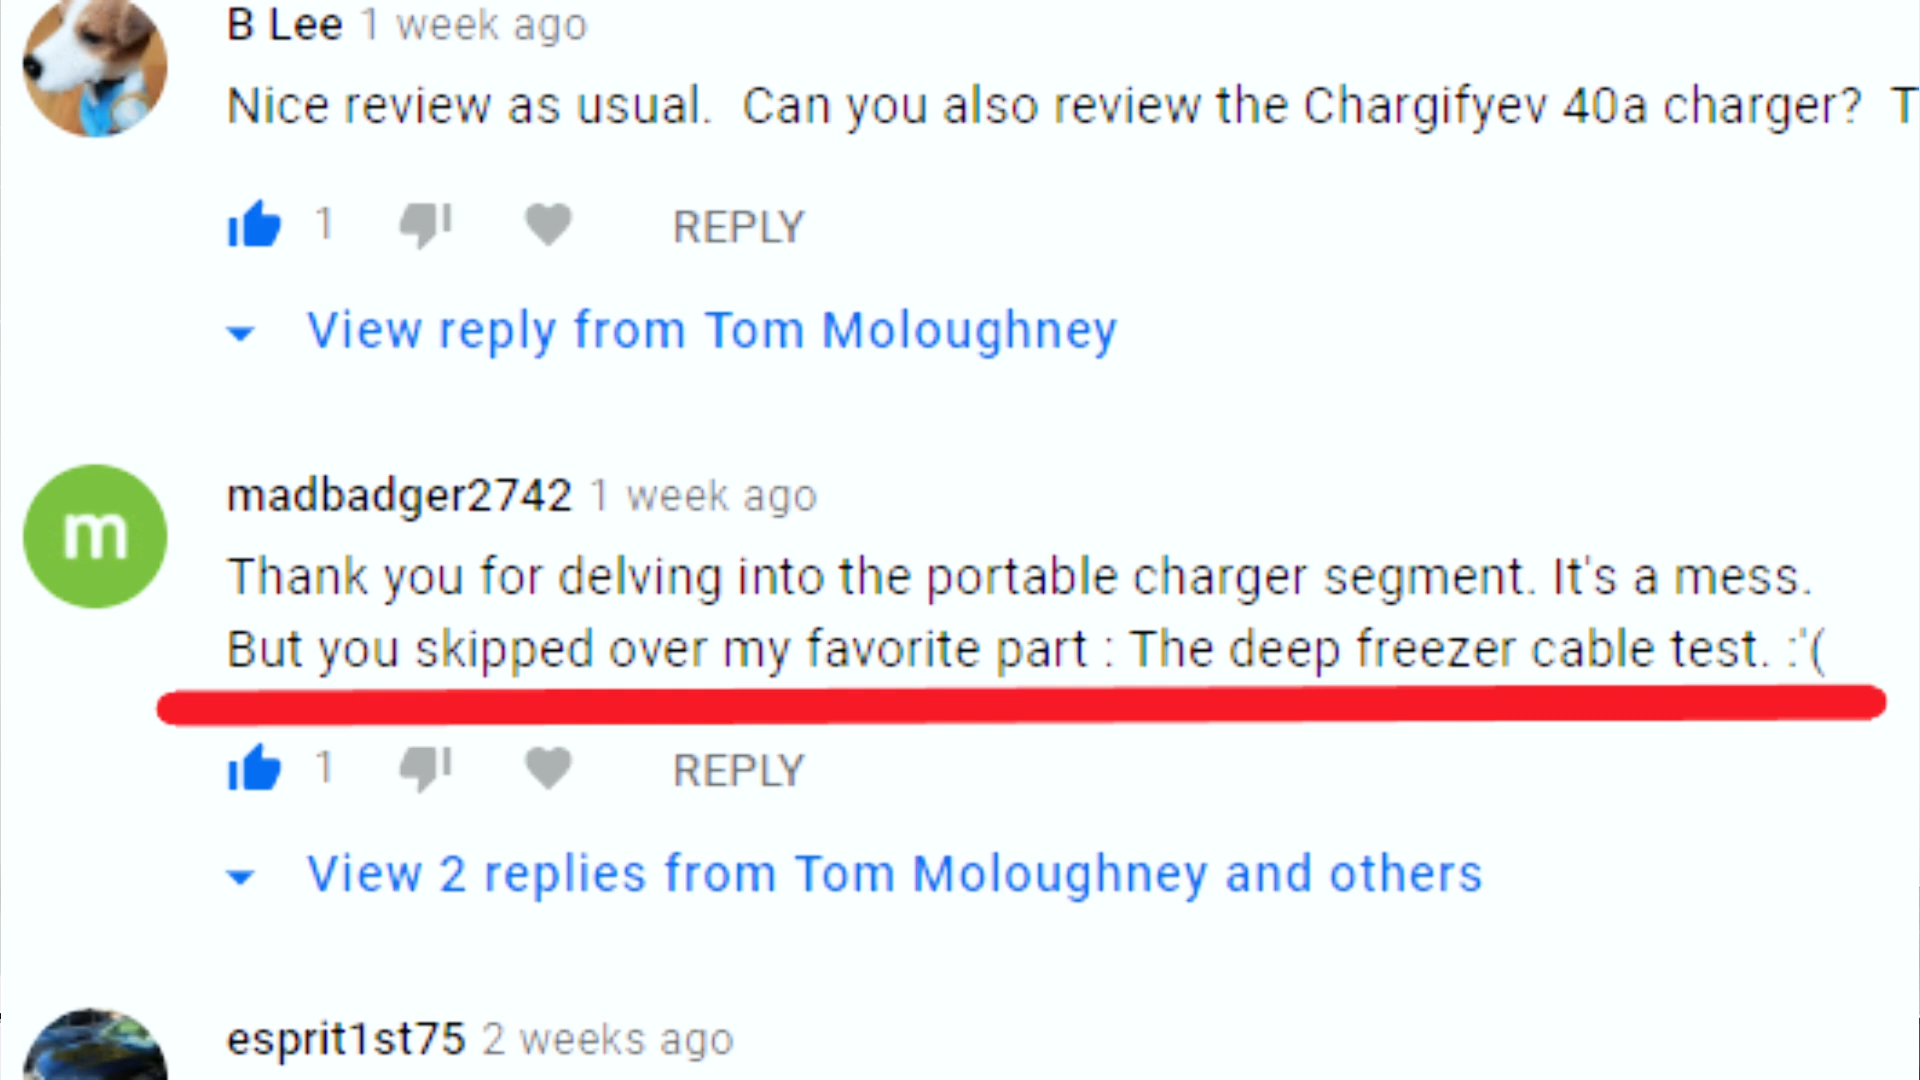 B Lee 1 week ago
Nice review as usual.  Can you also review the Chargifyev 40a charger?  T
1 REPLY
View reply from Tom Moloughney
m
madbadger2742 1 week ago
Thank you for delving into the portable charger segment. It's a mess.
But you skipped over my favorite part : The deep freezer cable test. :'(
1 REPLY
View 2 replies from Tom Moloughney and others
esprit1st75 2 weeks ago